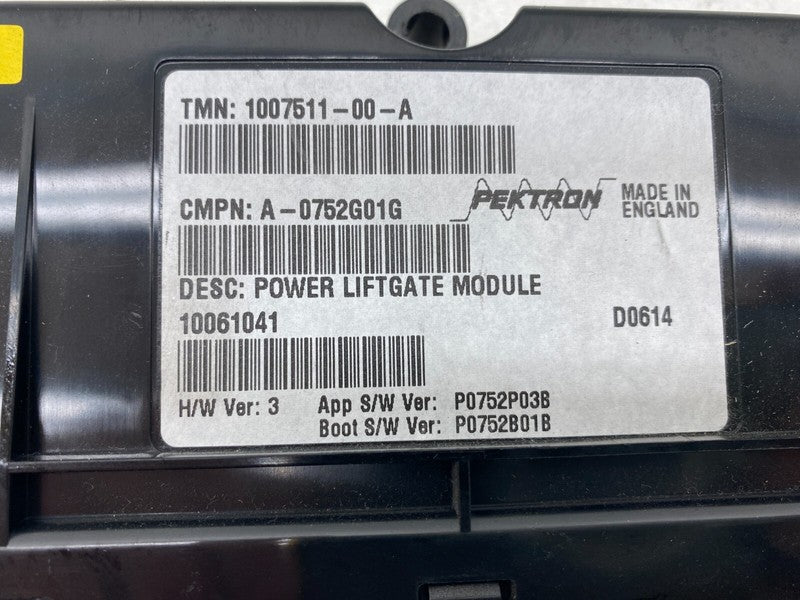 TMN: 1007511-00-A
CMPN: A-0752G01G
PEKTRON
MADE IN
ENGLAND
DESC: POWER LIFTGATE MODULE
10061041 D0614
H/W Ver: 3 App S/W Ver: P0752P03B
Boot S/W Ver: P0752B01B